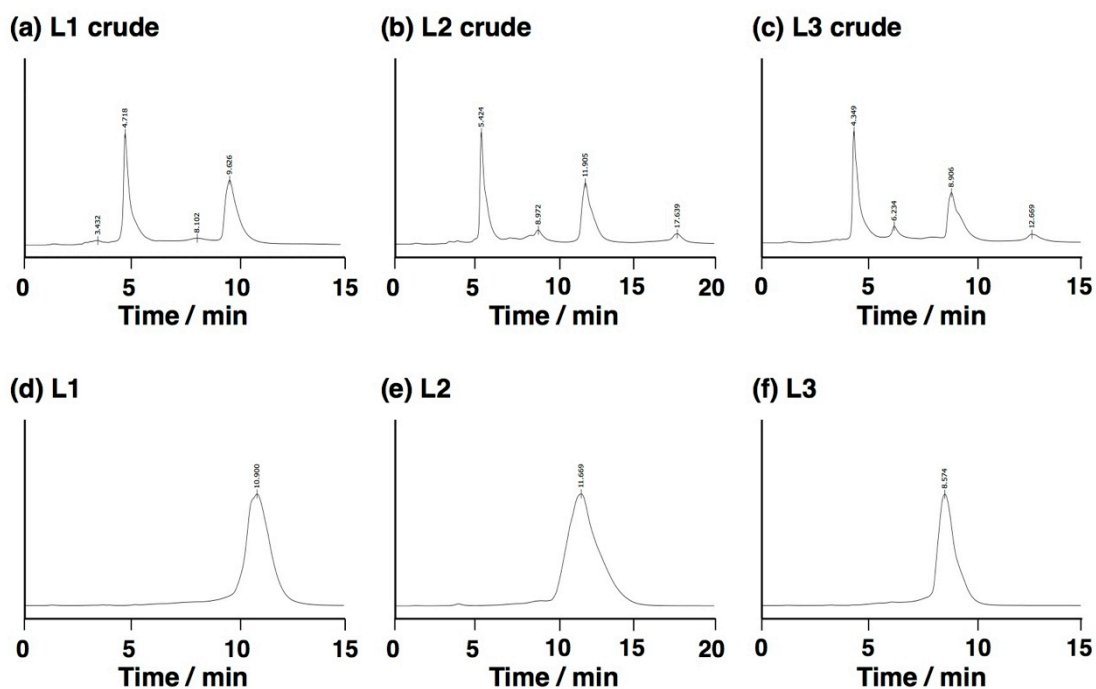 (a) L1 crude
3.432
4.718
8.102
9.626
0 5 10 15
Time / min
(b) L2 crude
5.424
8.972
11.905
17.639
0 5 10 15 20
Time / min
(c) L3 crude
4.349
6.234
8.906
12.669
0 5 10 15
Time / min
(d) L1
10.900
0 5 10 15
Time / min
(e) L2
11.669
0 5 10 15 20
Time / min
(f) L3
8.574
0 5 10 15
Time / min